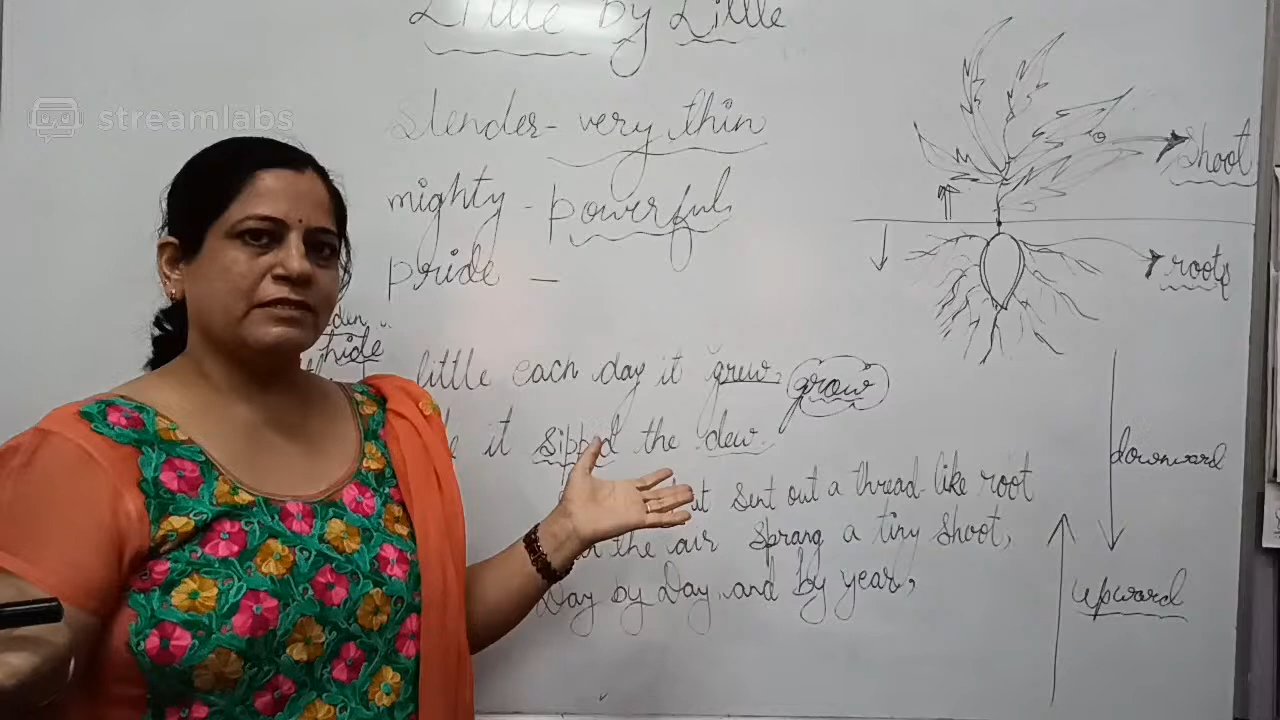 streamlabs
Little by Little
Slender - very thin
mighty - powerful
pride -
hide
little each day it grew, grow
it sipped the dew.
sent out a thread-like root
the air sprang a tiny shoot,
Day by Day, and by year,
Shoot
roots
downward
upward